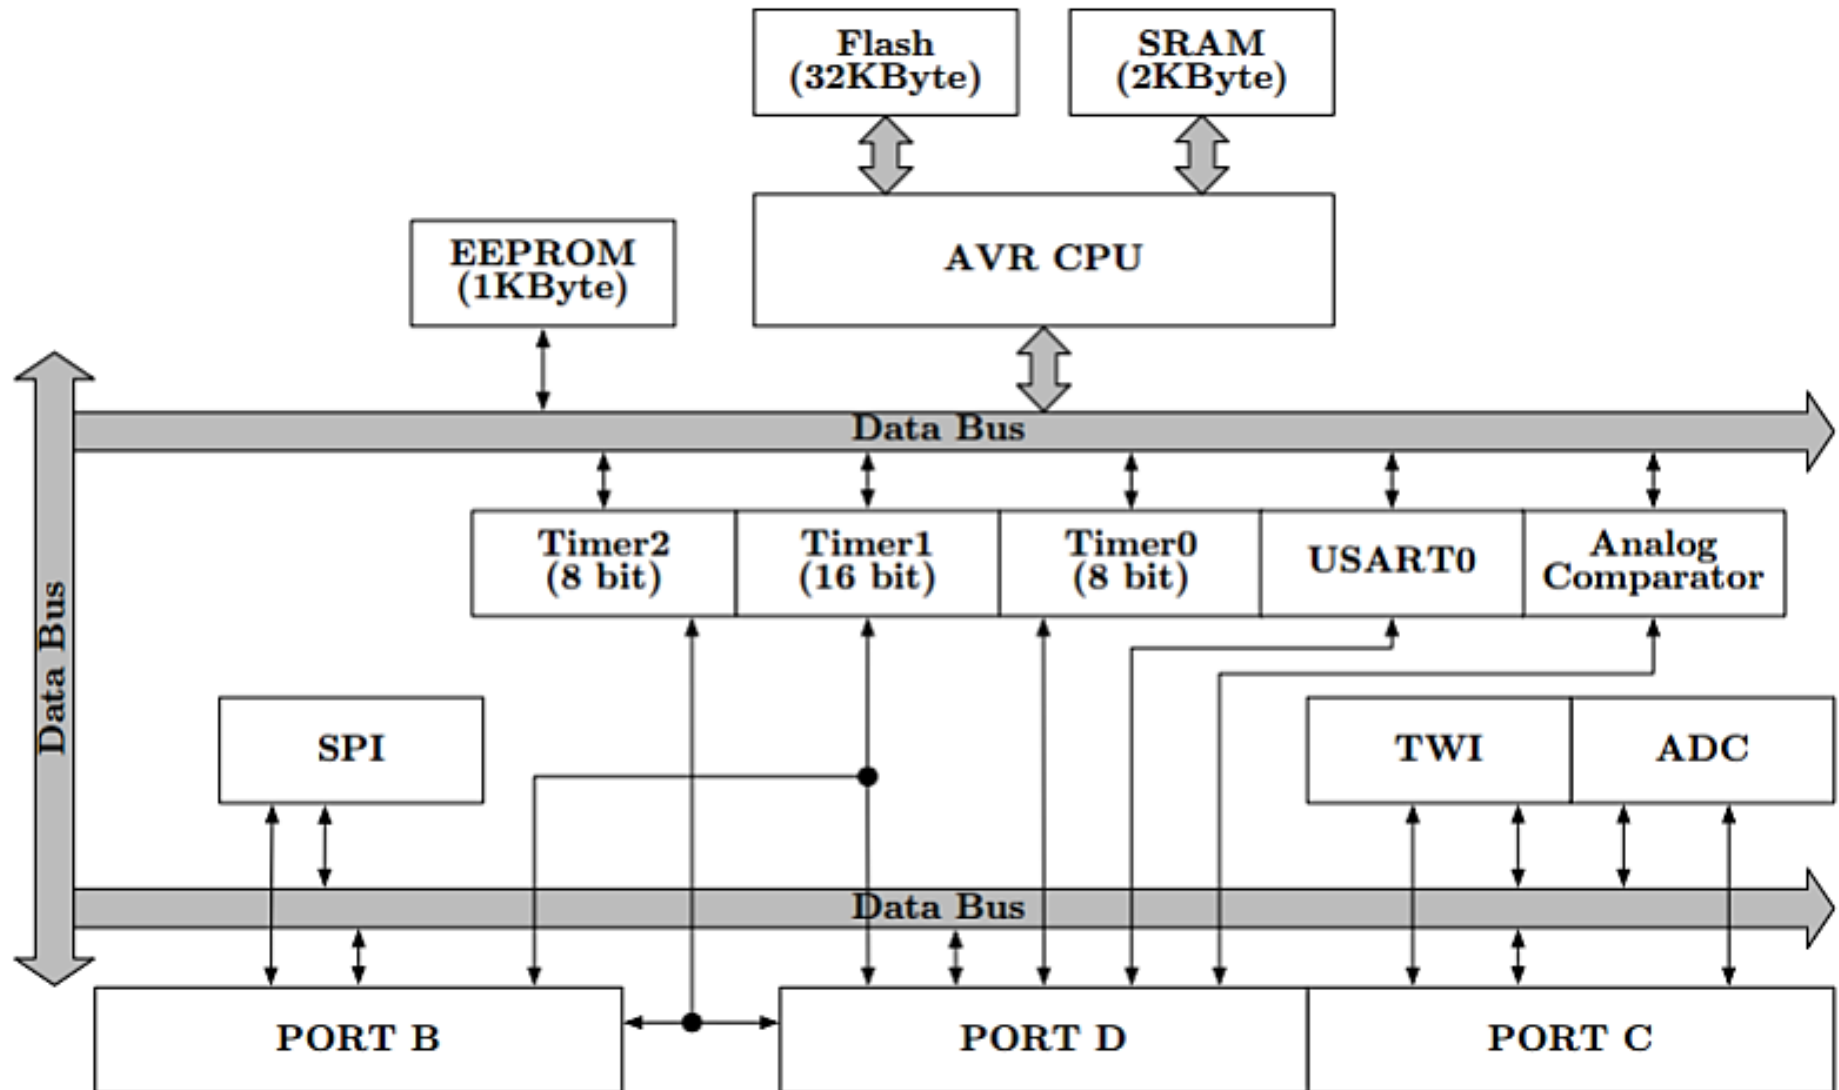 Flash
(32KByte)
SRAM
(2KByte)
EEPROM
(1KByte)
AVR CPU
Data Bus
Data Bus
Timer2
(8 bit)
Timer1
(16 bit)
Timer0
(8 bit)
USART0
Analog
Comparator
SPI
TWI
ADC
Data Bus
PORT B
PORT D
PORT C